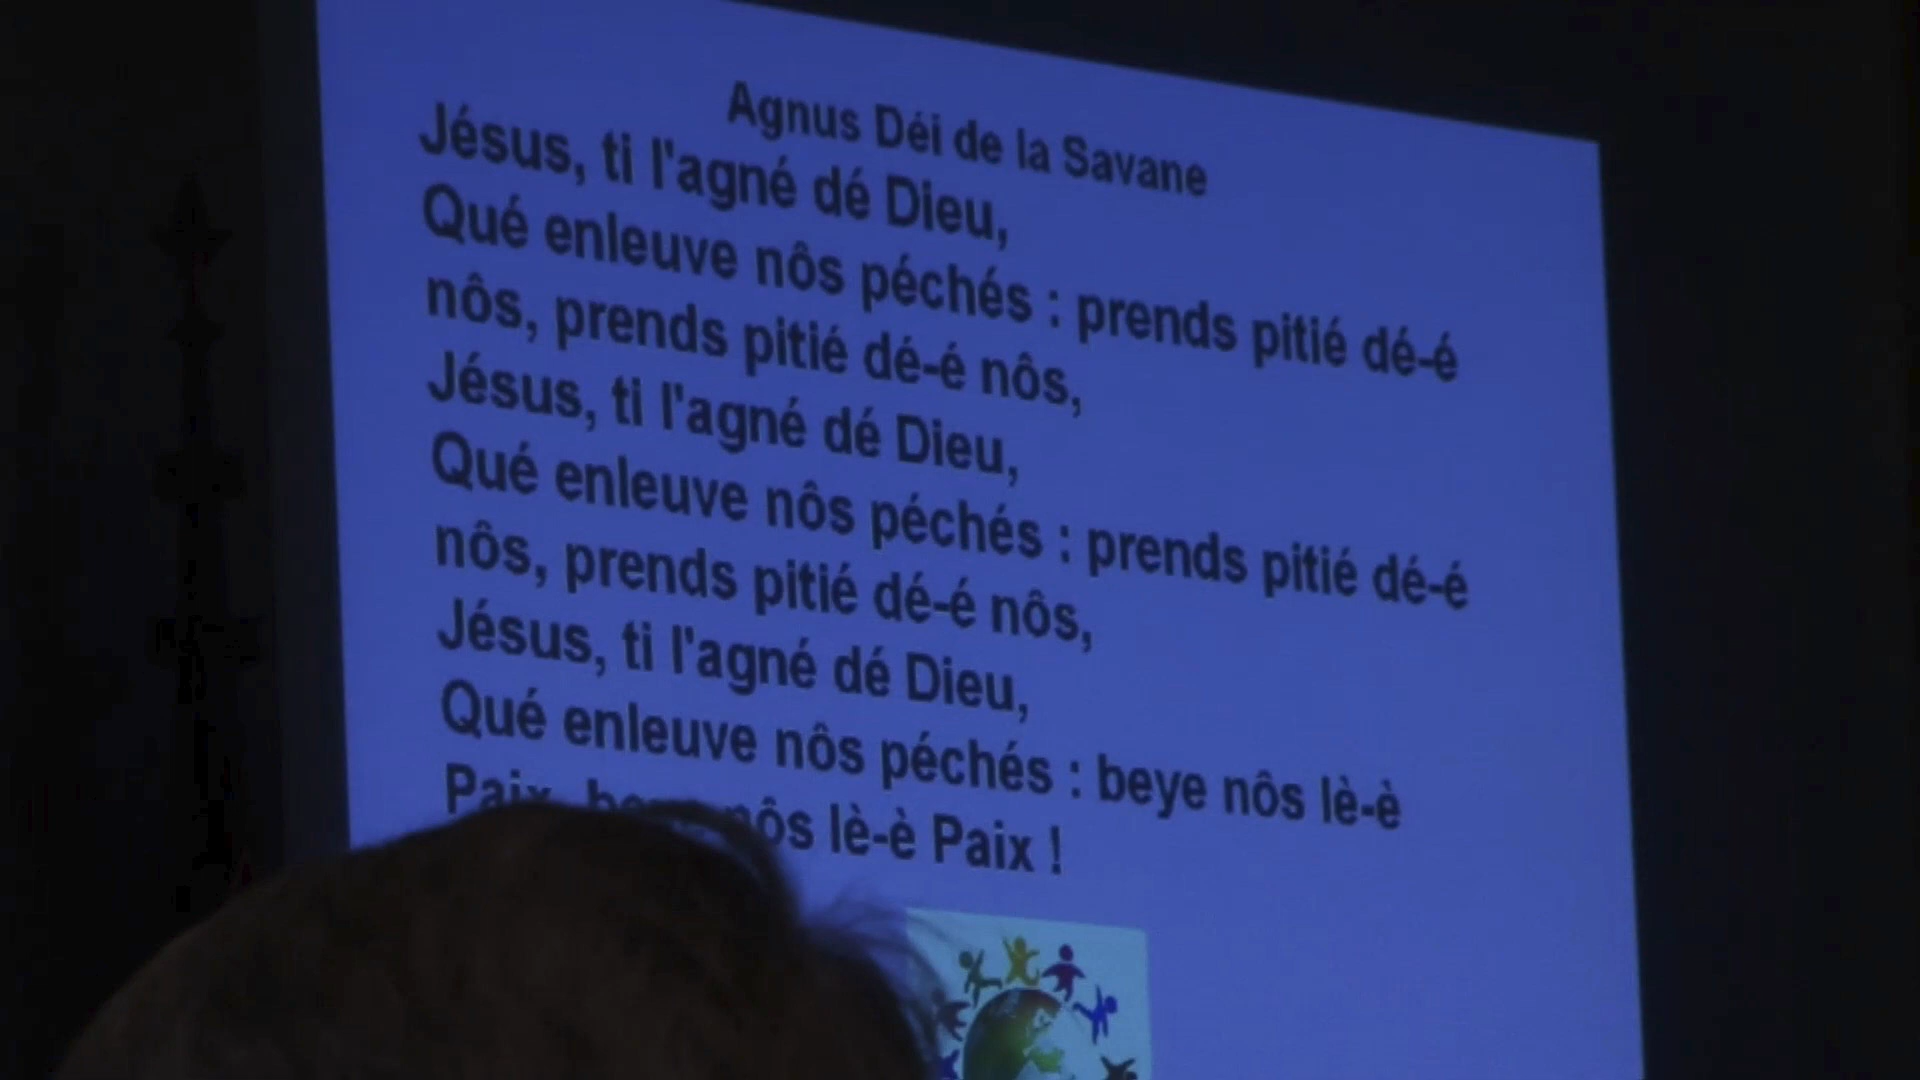 Agnus Déi de la Savane
Jésus, ti l'agné dé Dieu,
Qué enleuve nôs péchés : prends pitié dé-é
nôs, prends pitié dé-é nôs,
Jésus, ti l'agné dé Dieu,
Qué enleuve nôs péchés : prends pitié dé-é
nôs, prends pitié dé-é nôs,
Jésus, ti l'agné dé Dieu,
Qué enleuve nôs péchés : beye nôs lè-è
Paix, nôs lè-è Paix !